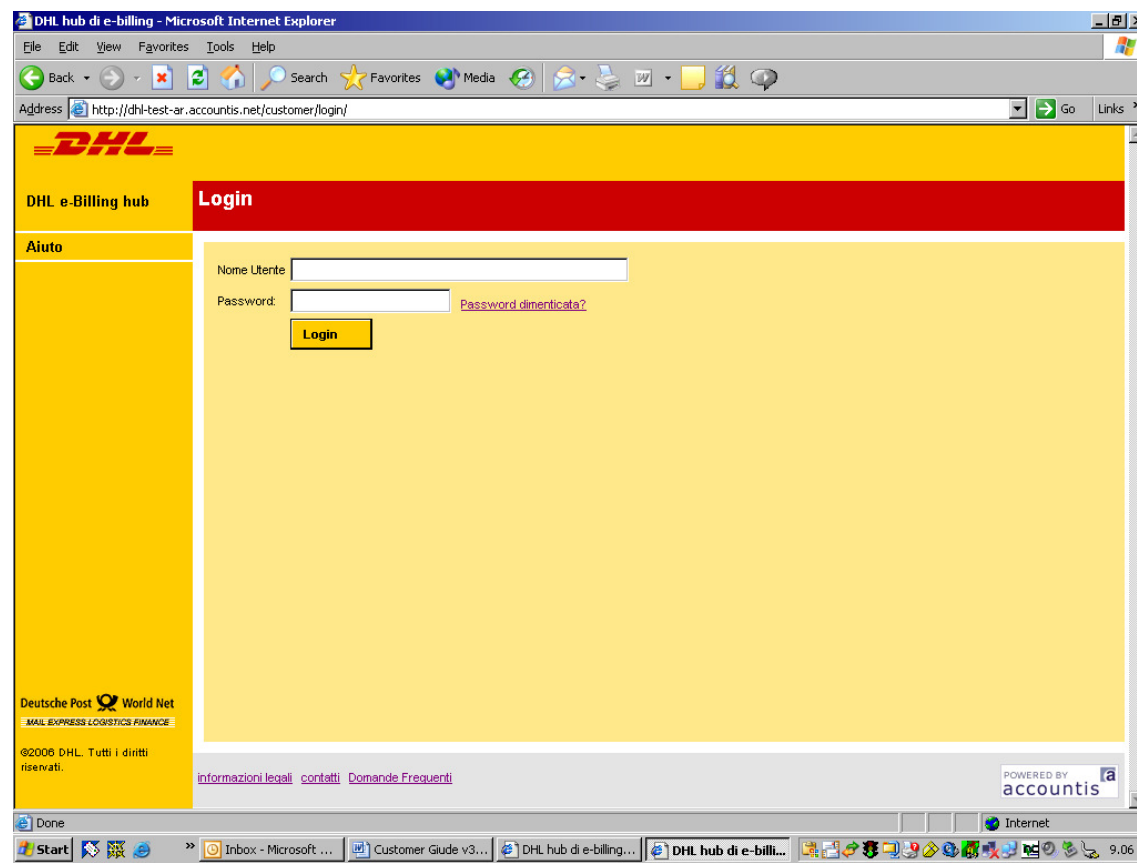 DHL hub di e-billing - Microsoft Internet Explorer
File Edit View Favorites Tools Help
Back Search Favorites Media
Address http://dhl-test-ar.accountis.net/customer/login/ Go Links
DHL
DHL e-Billing hub
Login
Aiuto
Nome Utente
Password:
Password dimenticata?
Login
Deutsche Post World Net
MAIL EXPRESS LOGISTICS FINANCE
©2006 DHL. Tutti i diritti
riservati.
informazioni legali contatti Domande Frequenti
POWERED BY
accountis
Done Internet
Start » Inbox - Microsoft ... Customer Giude v3... DHL hub di e-billing... DHL hub di e-billi... 9.06